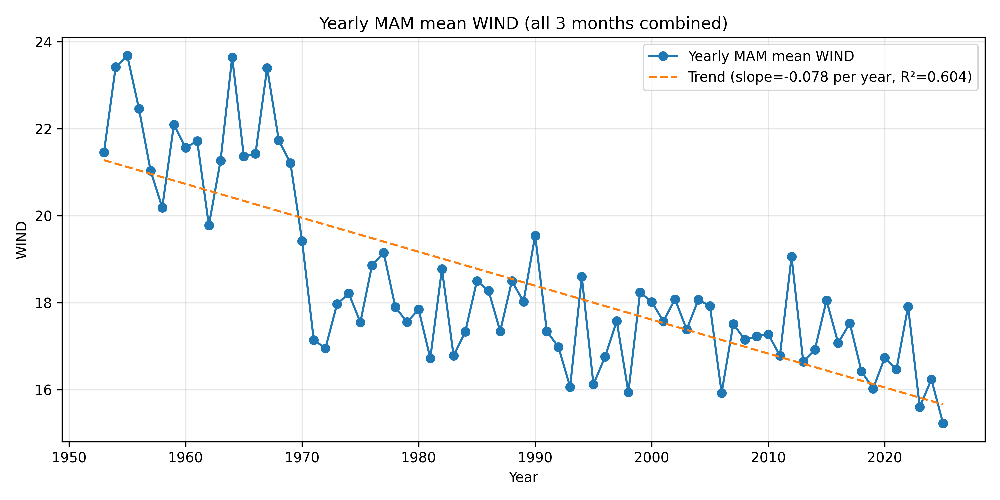 Yearly MAM mean WIND (all 3 months combined)
Yearly MAM mean WIND
Trend (slope=-0.078 per year, R²=0.604)
24
22
20
18
16
WIND
1950 1960 1970 1980 1990 2000 2010 2020
Year